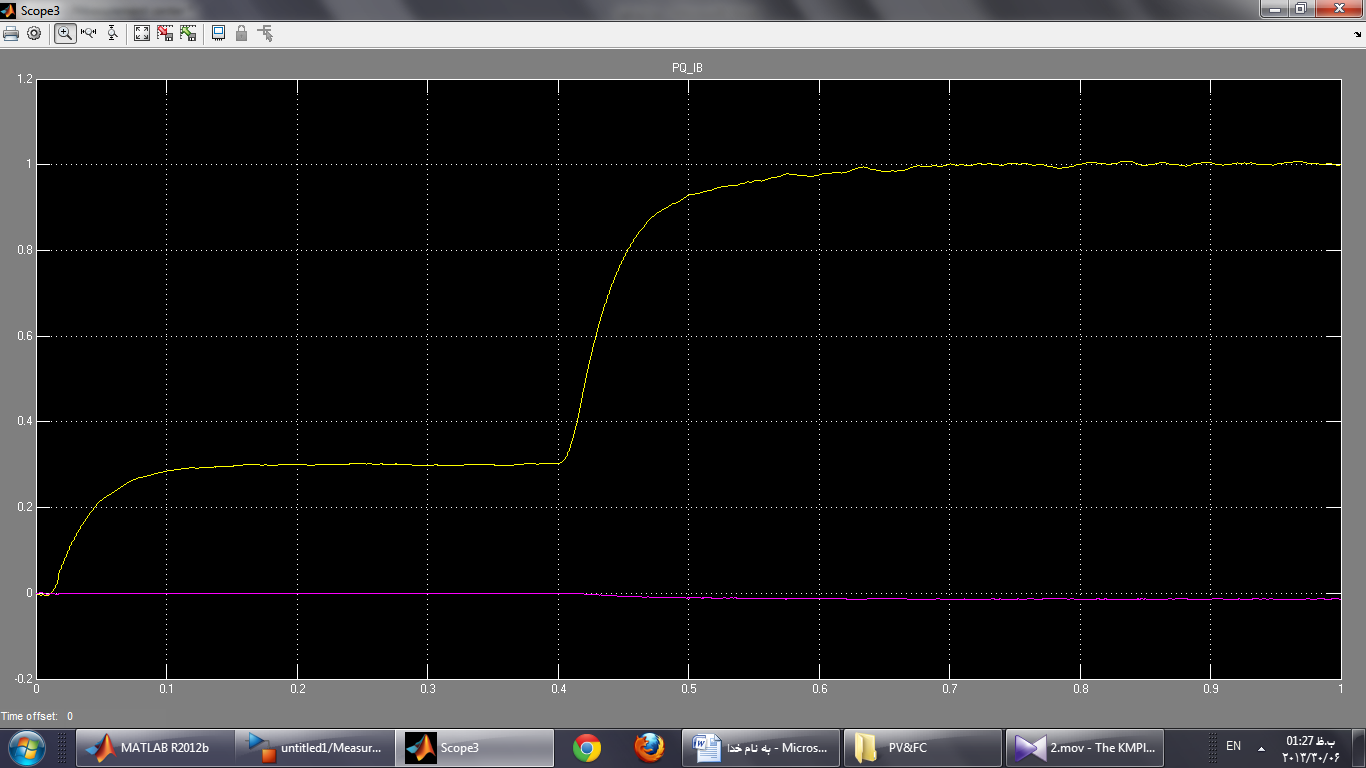 Scope3
PQ_IB
1.2
1
0.8
0.6
0.4
0.2
0
-0.2
0 0.1 0.2 0.3 0.4 0.5 0.6 0.7 0.8 0.9 1
Time offset: 0
MATLAB R2012b
untitled1/Measur...
Scope3
به نام خدا - Micros...
PV&FC
2.mov - The KMPl...
EN
01:27 ب.ظ
۲۰۱۳/۳۰/۰۶